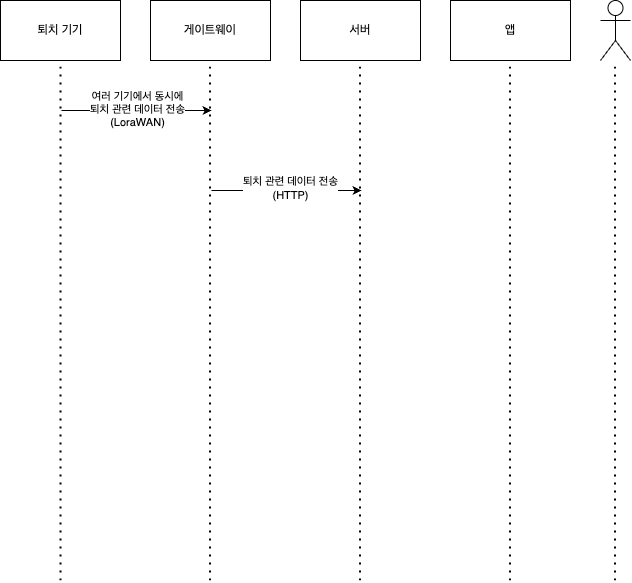 퇴치 기기
게이트웨이
서버
앱
여러 기기에서 동시에
퇴치 관련 데이터 전송
(LoraWAN)
퇴치 관련 데이터 전송
(HTTP)